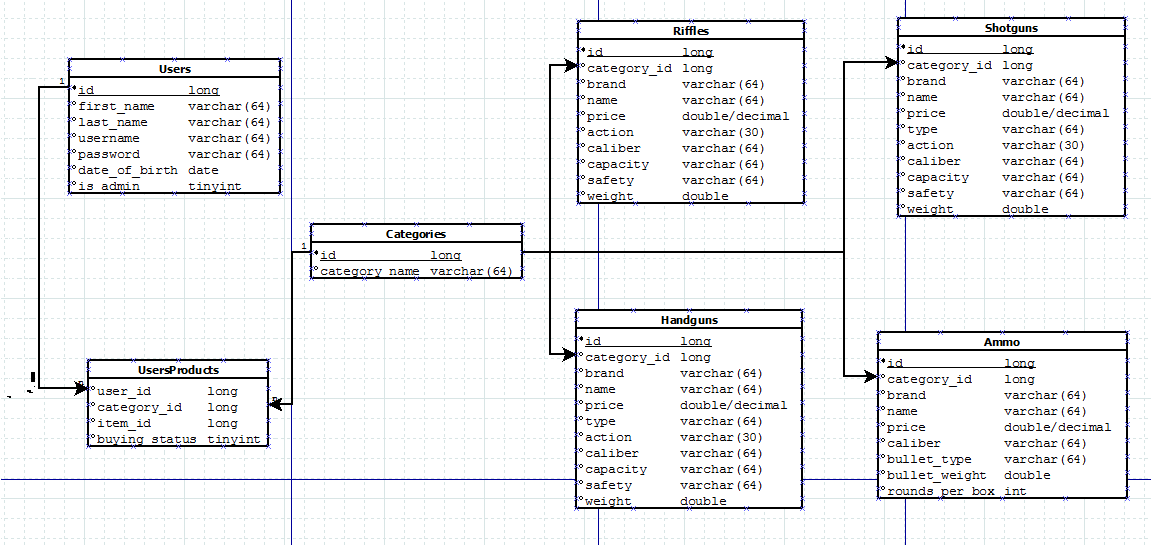 Users
id long
first_name varchar(64)
last_name varchar(64)
username varchar(64)
password varchar(64)
date_of_birth date
is_admin tinyint
1
Categories
id long
category_name varchar(64)
1
UsersProducts
user_id long
category_id long
item_id long
buying_status tinyint
Riffles
id long
category_id long
brand varchar(64)
name varchar(64)
price double/decimal
action varchar(30)
caliber varchar(64)
capacity varchar(64)
safety varchar(64)
weight double
Handguns
id long
category_id long
brand varchar(64)
name varchar(64)
price double/decimal
type varchar(64)
action varchar(30)
caliber varchar(64)
capacity varchar(64)
safety varchar(64)
weight double
Shotguns
id long
category_id long
brand varchar(64)
name varchar(64)
price double/decimal
type varchar(64)
action varchar(30)
caliber varchar(64)
capacity varchar(64)
safety varchar(64)
weight double
Ammo
id long
category_id long
brand varchar(64)
name varchar(64)
price double/decimal
caliber varchar(64)
bullet_type varchar(64)
bullet_weight double
rounds_per_box int